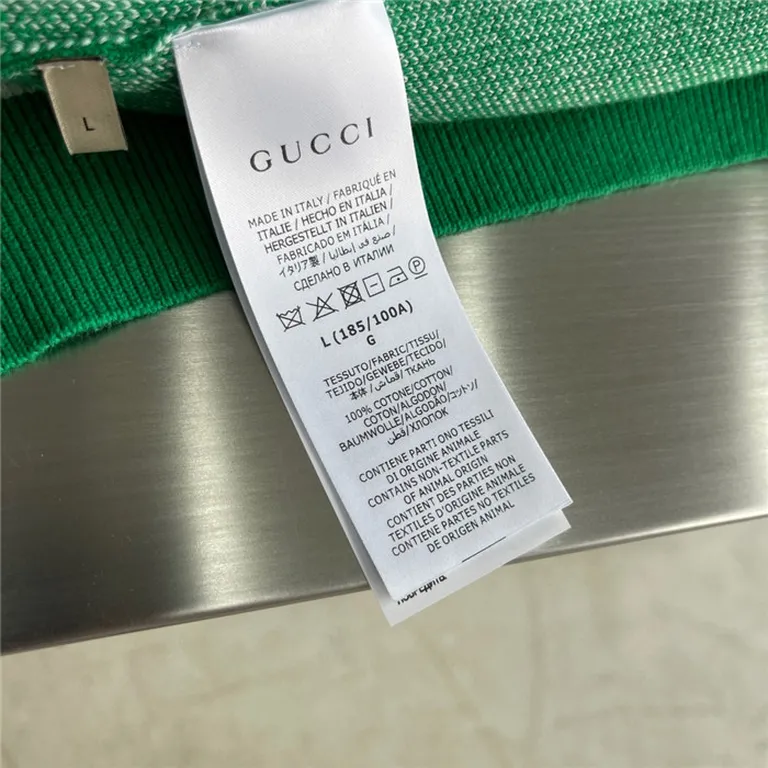 L
GUCCI
MADE IN ITALY / FABRIQUÉ EN
ITALIE / HECHO EN ITALIA /
HERGESTELLT IN ITALIEN /
FABRICADO EM ITÁLIA /
イタリア製 / صنع في إيطاليا /
СДЕЛАНО В ИТАЛИИ
P
L (185/100A)
G
TESSUTO/FABRIC/TISSU/
TEJIDO/GEWEBE/TECIDO/
本体 / قماش / ТКАНЬ
100% COTONE/COTTON/
COTON/ALGODON/
BAUMWOLLE/ALGODÃO/コットン/
قطن/ХЛОПОК
CONTIENE PARTI ONO TESSILI
DI ORIGINE ANIMALE
CONTAINS NON-TEXTILE PARTS
OF ANIMAL ORIGIN
CONTIENT DES PARTIES NON
TEXTILES D'ORIGINE ANIMALE
CONTIENE PARTES NO TEXTILES
DE ORIGEN ANIMAL